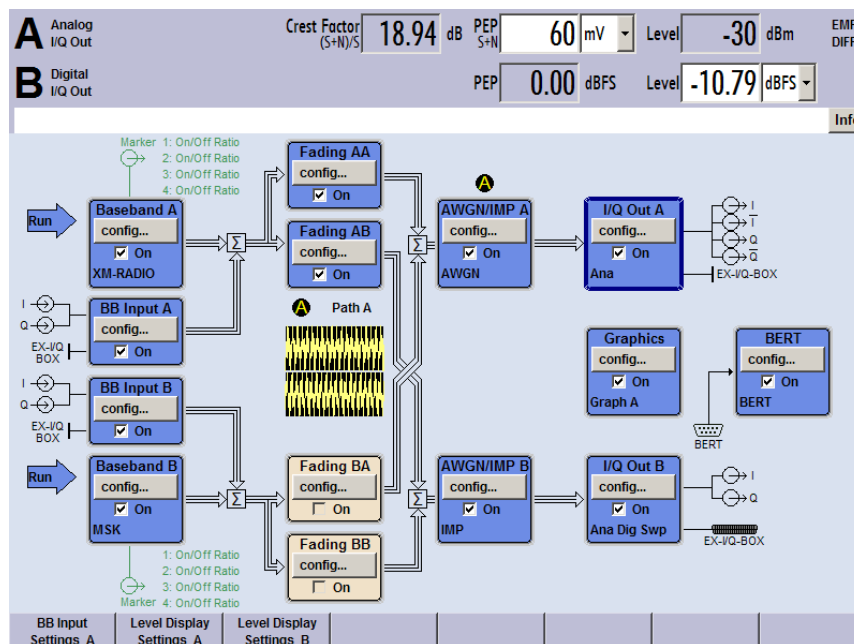 A Analog I/Q Out Crest Factor (S+N)/S 18.94 dB PEP S+N 60 mV Level -30 dBm
B Digital I/Q Out PEP 0.00 dBFS Level -10.79 dBFS
Marker 1: On/Off Ratio
2: On/Off Ratio
3: On/Off Ratio
4: On/Off Ratio
Fading AA
config...
On
Run
Baseband A
config...
On
XM-RADIO
Σ
Fading AB
config...
On
A
AWGN/IMP A
config...
On
AWGN
Σ
I/Q Out A
config...
On
Ana
I
I
Q
Q
EX-I/Q-BOX
I
Q
EX-I/Q
BOX
BB Input A
config...
On
A Path A
Graphics
config...
On
Graph A
BERT
config...
On
BERT
BERT
I
Q
EX-I/Q
BOX
BB Input B
config...
On
Run
Baseband B
config...
On
MSK
Σ
Fading BA
config...
On
Σ
AWGN/IMP B
config...
On
IMP
I/Q Out B
config...
On
Ana Dig Swp
I
Q
EX-I/Q-BOX
Fading BB
config...
On
1: On/Off Ratio
2: On/Off Ratio
3: On/Off Ratio
Marker 4: On/Off Ratio
BB Input Settings A
Level Display Settings A
Level Display Settings B